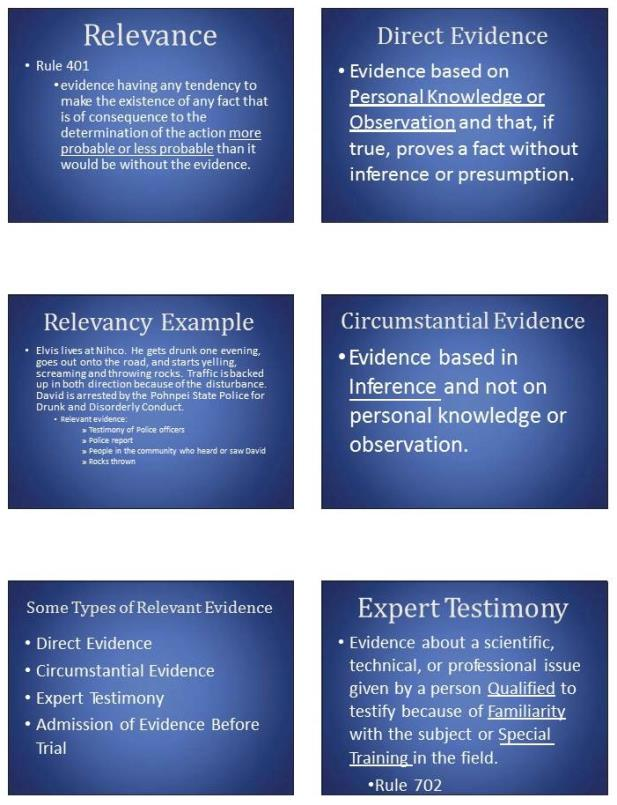 Relevance
• Rule 401
•evidence having any tendency to
make the existence of any fact that
is of consequence to the
determination of the action more
probable or less probable than it
would be without the evidence.
Direct Evidence
• Evidence based on
Personal Knowledge or
Observation and that, if
true, proves a fact without
inference or presumption.
Relevancy Example
• Elvis lives at Nihco. He gets drunk one evening,
goes out onto the road, and starts yelling,
screaming and throwing rocks. Traffic is backed
up in both direction because of the disturbance.
David is arrested by the Pohnpei State Police for
Drunk and Disorderly Conduct.
• Relevant evidence:
» Testimony of Police officers
» Police report
» People in the community who heard or saw David
» Rocks thrown
Circumstantial Evidence
•Evidence based in
Inference and not on
personal knowledge or
observation.
Some Types of Relevant Evidence
• Direct Evidence
• Circumstantial Evidence
• Expert Testimony
• Admission of Evidence Before
Trial
Expert Testimony
• Evidence about a scientific,
technical, or professional issue
given by a person Qualified to
testify because of Familiarity
with the subject or Special
Training in the field.
•Rule 702